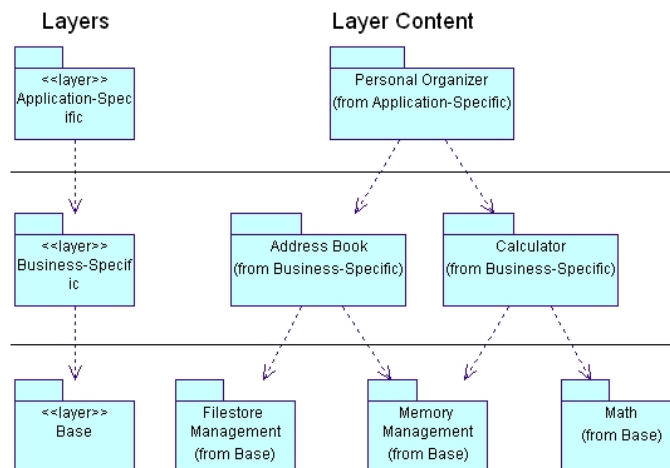 Layers
Layer Content
<<layer>>
Application-Spec
ific
Personal Organizer
(from Application-Specific)
<<layer>>
Business-Specif
ic
Address Book
(from Business-Specific)
Calculator
(from Business-Specific)
<<layer>>
Base
Filestore
Management
(from Base)
Memory
Management
(from Base)
Math
(from Base)